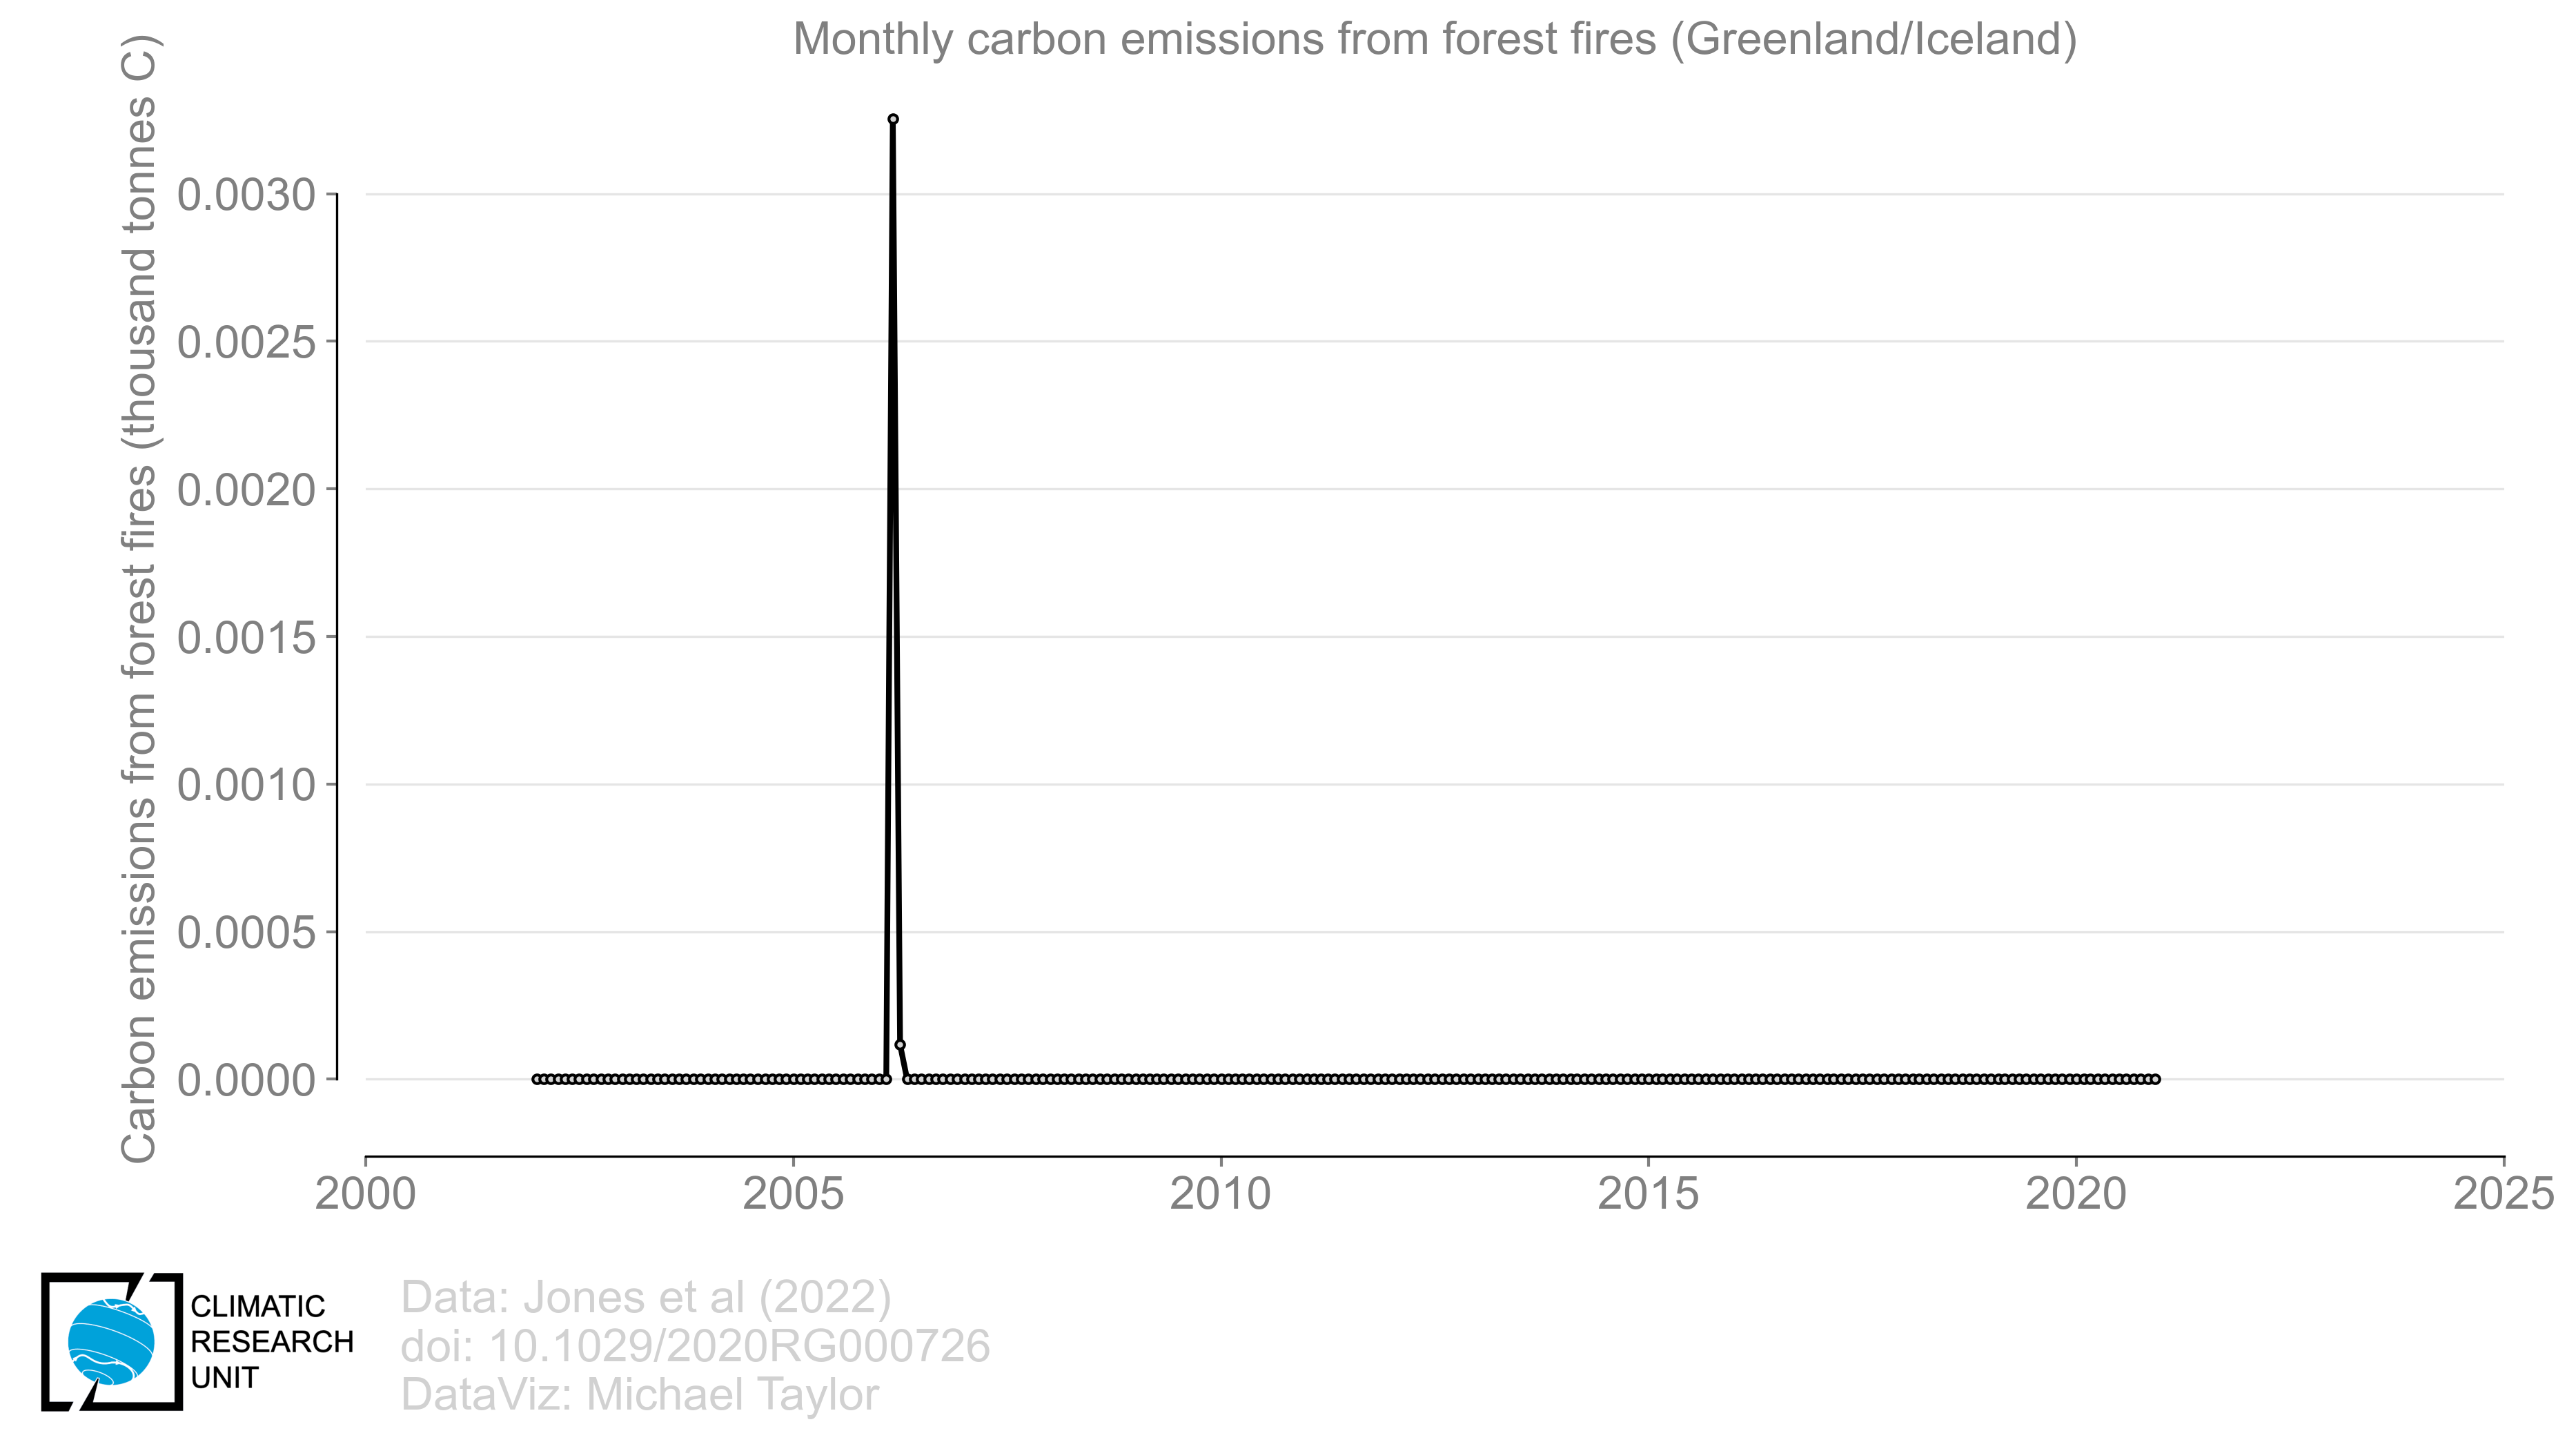 Monthly carbon emissions from forest fires (Greenland/Iceland)
Carbon emissions from forest fires (thousand tonnes C)
0.0030
0.0025
0.0020
0.0015
0.0010
0.0005
0.0000
2000
2005
2010
2015
2020
2025
CLIMATIC
RESEARCH
UNIT
Data: Jones et al (2022)
doi: 10.1029/2020RG000726
DataViz: Michael Taylor